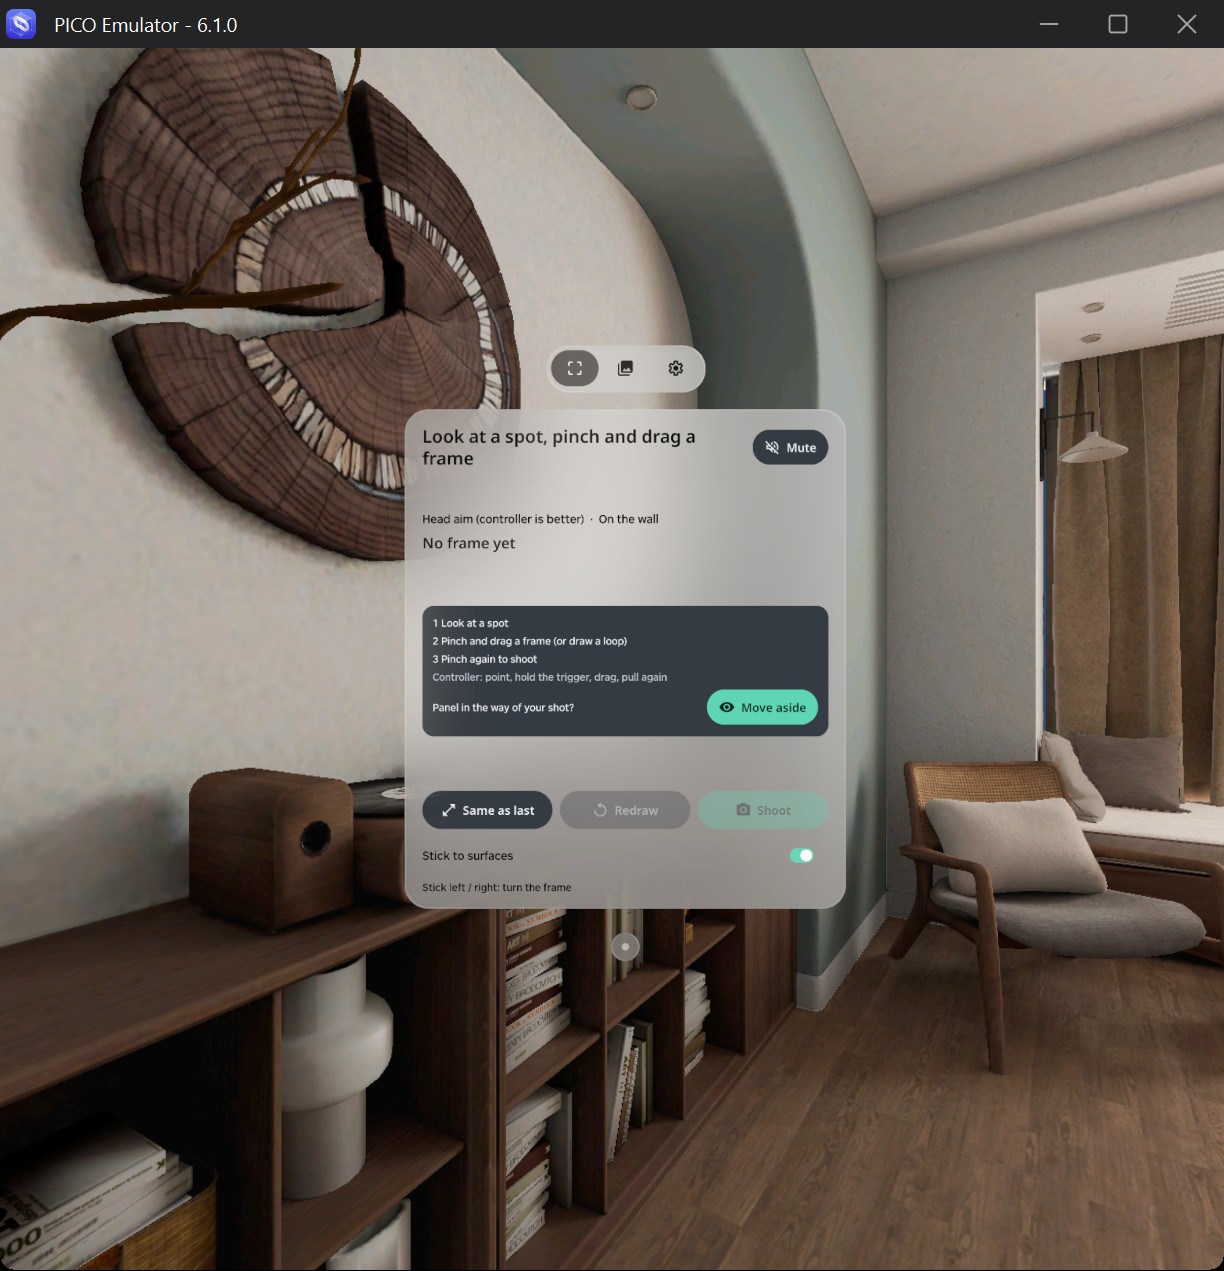 PICO Emulator - 6.1.0
Look at a spot, pinch and drag a
frame
Mute
Head aim (controller is better) · On the wall
No frame yet
1 Look at a spot
2 Pinch and drag a frame (or draw a loop)
3 Pinch again to shoot
Controller: point, hold the trigger, drag, pull again
Panel in the way of your shot?
Move aside
Same as last
Redraw
Shoot
Stick to surfaces
Stick left / right: turn the frame